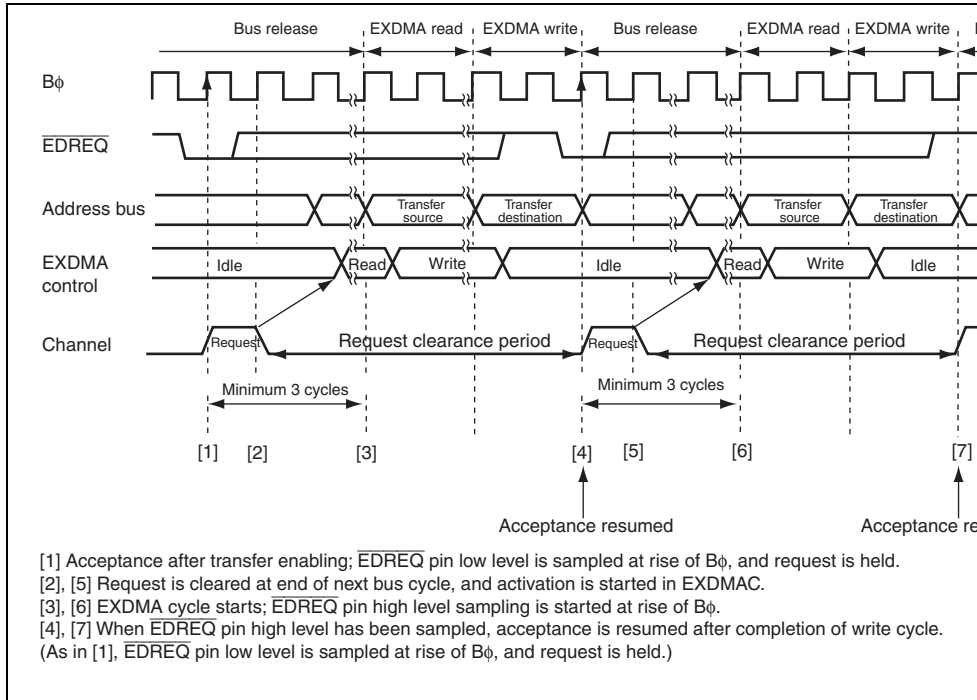 Bus release EXDMA read EXDMA write Bus release EXDMA read EXDMA write
Bϕ
EDREQ
Address bus Transfer source Transfer destination Transfer source Transfer destination
EXDMA control Idle Read Write Idle Read Write Idle
Channel Request Request clearance period Request Request clearance period
Minimum 3 cycles Minimum 3 cycles
[1] [2] [3] [4] [5] [6] [7]
Acceptance resumed
[1] Acceptance after transfer enabling; EDREQ pin low level is sampled at rise of Bϕ, and request is held.
[2], [5] Request is cleared at end of next bus cycle, and activation is started in EXDMAC.
[3], [6] EXDMA cycle starts; EDREQ pin high level sampling is started at rise of Bϕ.
[4], [7] When EDREQ pin high level has been sampled, acceptance is resumed after completion of write cycle.
(As in [1], EDREQ pin low level is sampled at rise of Bϕ, and request is held.)